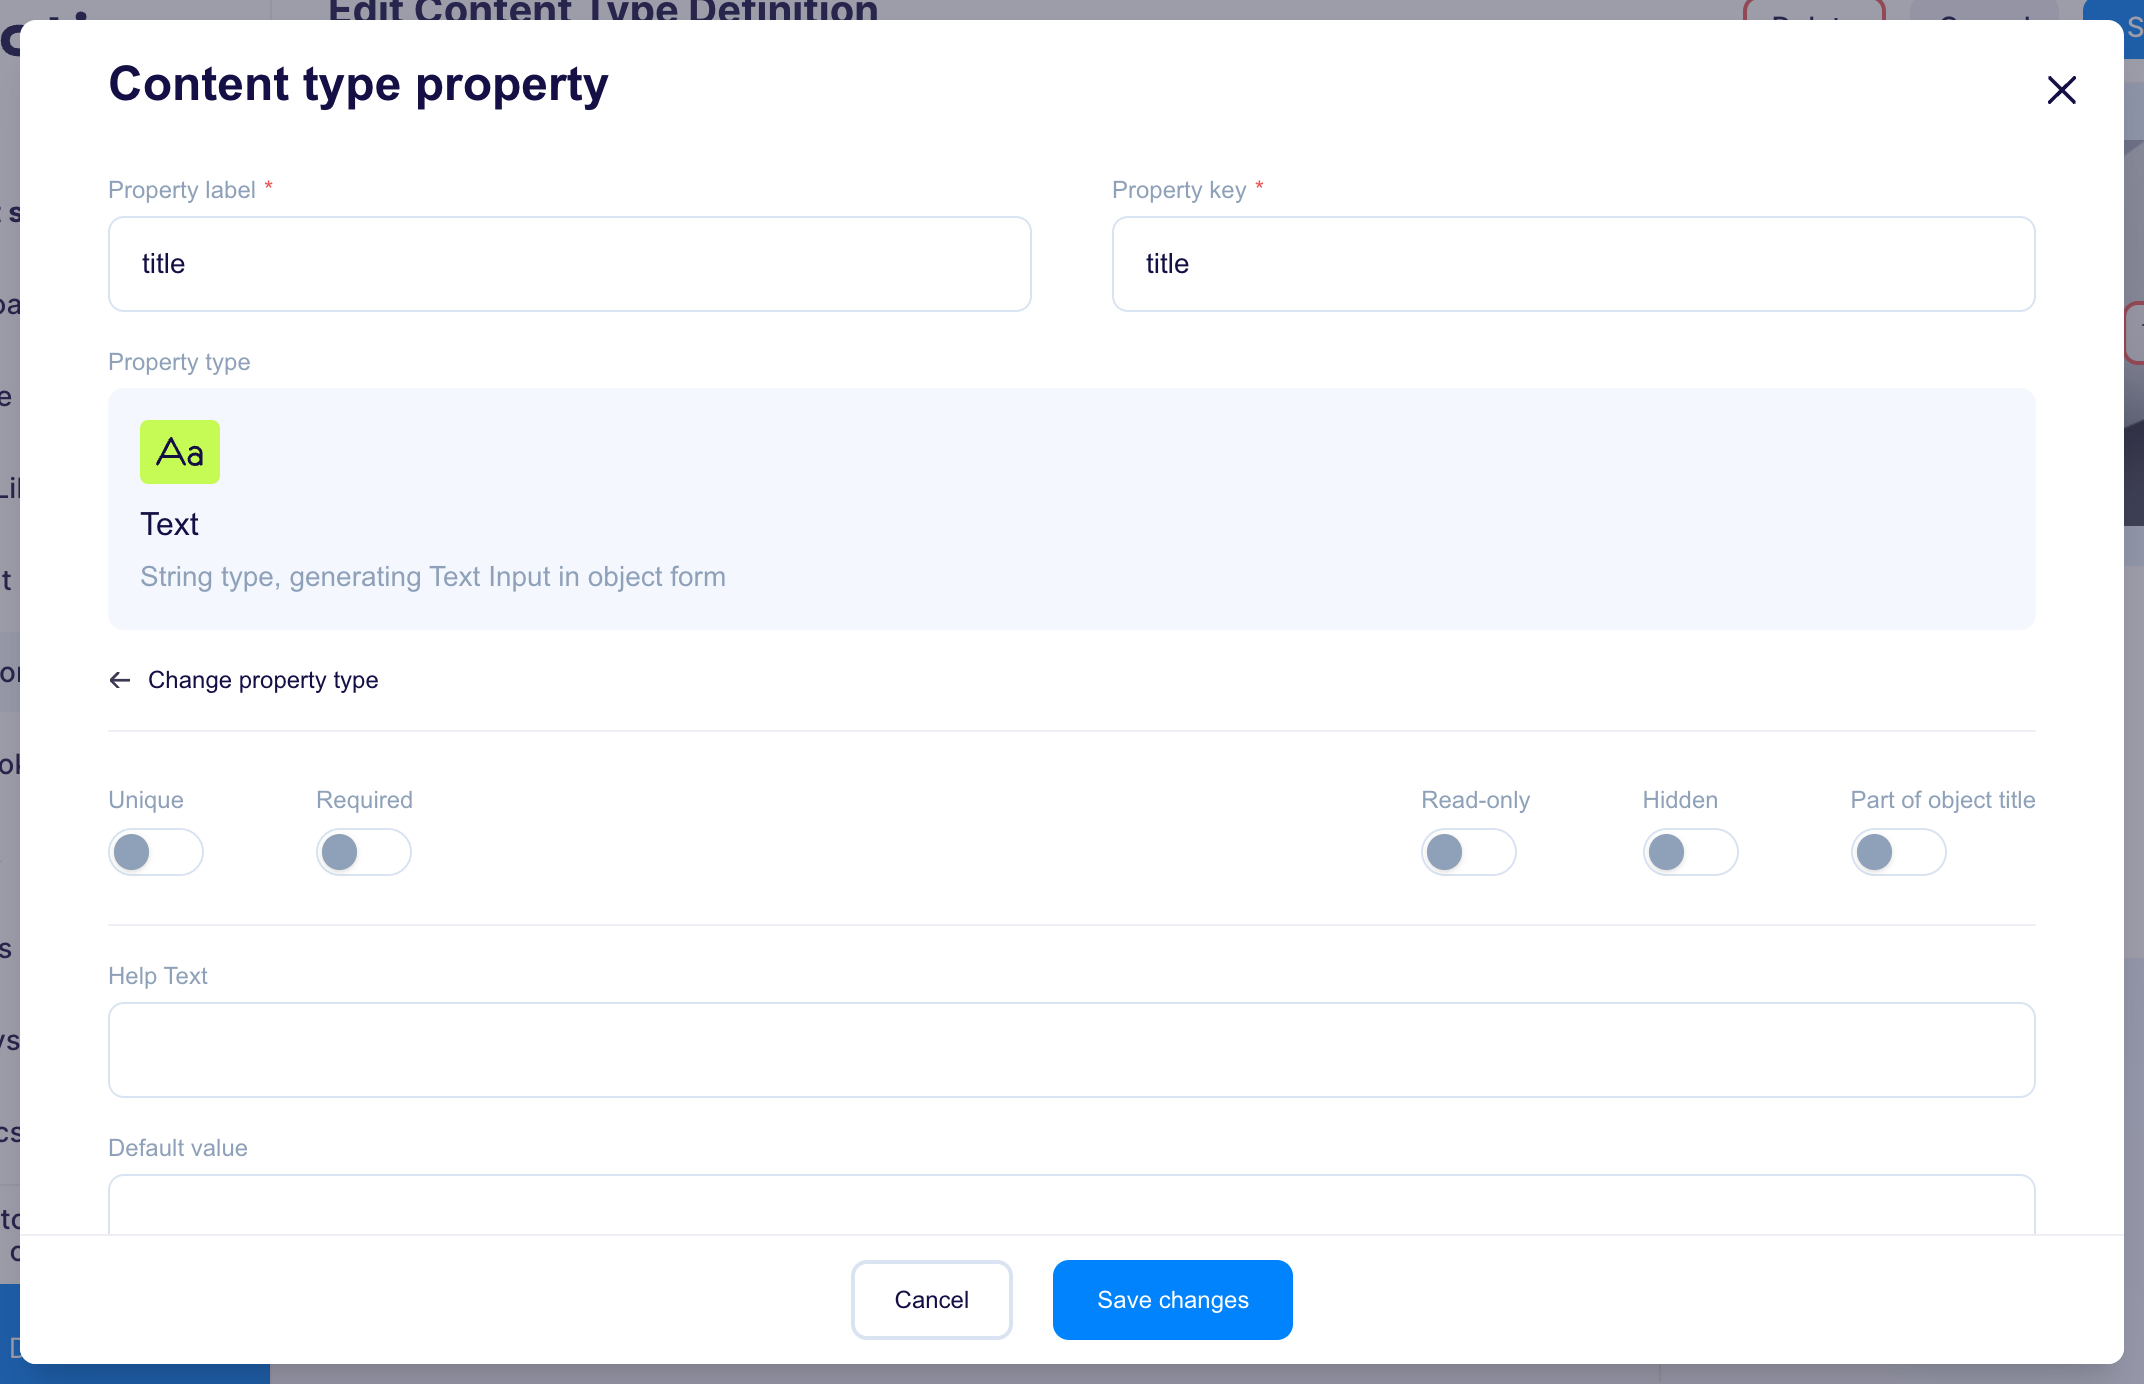 Edit Content Type Definition
Content type property
Property label *
title
Property key *
title
Property type
Aa
Text
String type, generating Text Input in object form
Change property type
Unique
Required
Read-only
Hidden
Part of object title
Help Text
Default value
Cancel
Save changes